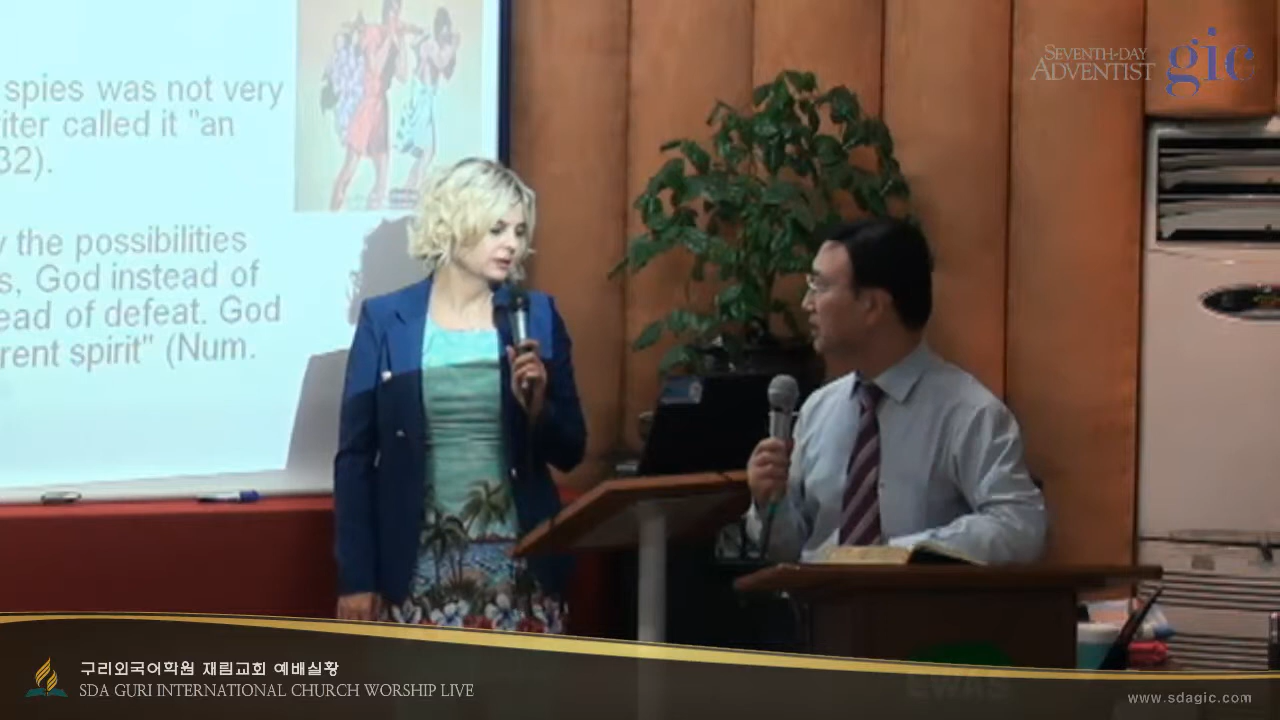 spies was not very
iter called it "an
32).
the possibilities
s, God instead of
ead of defeat. God
rent spirit" (Num.
SEVENTH-DAY
ADVENTIST
gic
구리외국어학원 재림교회 예배실황
SDA GURI INTERNATIONAL CHURCH WORSHIP LIVE
www.sdagic.com